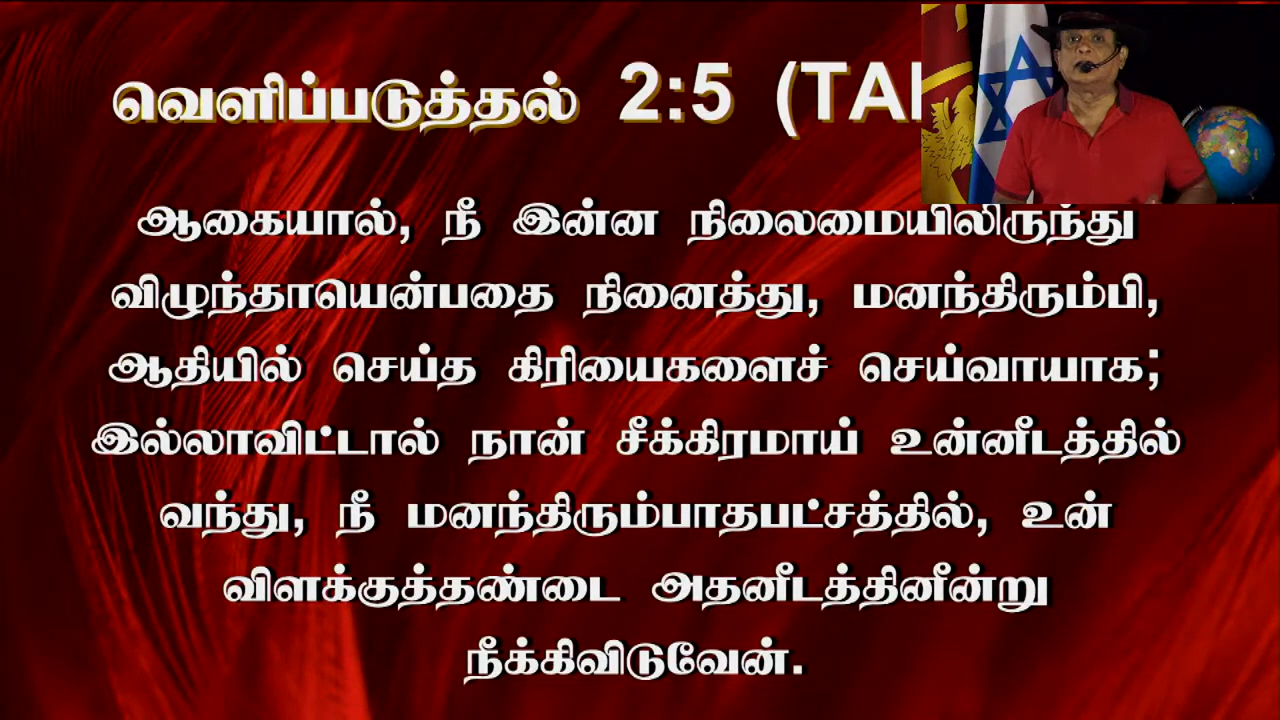 வெளிப்படுத்தல் 2:5 (TA
ஆகையால், நீ இன்ன நிலைமையிலிருந்து
விழுந்தாயென்பதை நினைத்து, மனந்திரும்பி,
ஆதியில் செய்த கிரியைகளைச் செய்வாயாக;
இல்லாவிட்டால் நான் சீக்கிரமாய் உன்னீடத்தில்
வந்து, நீ மனந்திரும்பாதபட்சத்தில், உன்
விளக்குத்தண்டை அதனீடத்தினீன்று
நீக்கிவிடுவேன்.